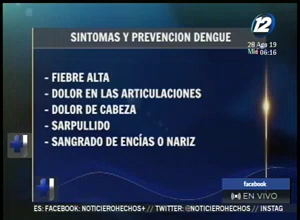 SINTOMAS Y PREVENCION DENGUE
12
28 Ago 19
Mié 06:16
- FIEBRE ALTA
- DOLOR EN LAS ARTICULACIONES
- DOLOR DE CABEZA
- SARPULLIDO
- SANGRADO DE ENCÍAS O NARIZ
facebook
EN VIVO
ES: FACEBOOK: NOTICIEROHECHOS+ // TWITTER: @NOTICIEROHECHOS // INSTAG